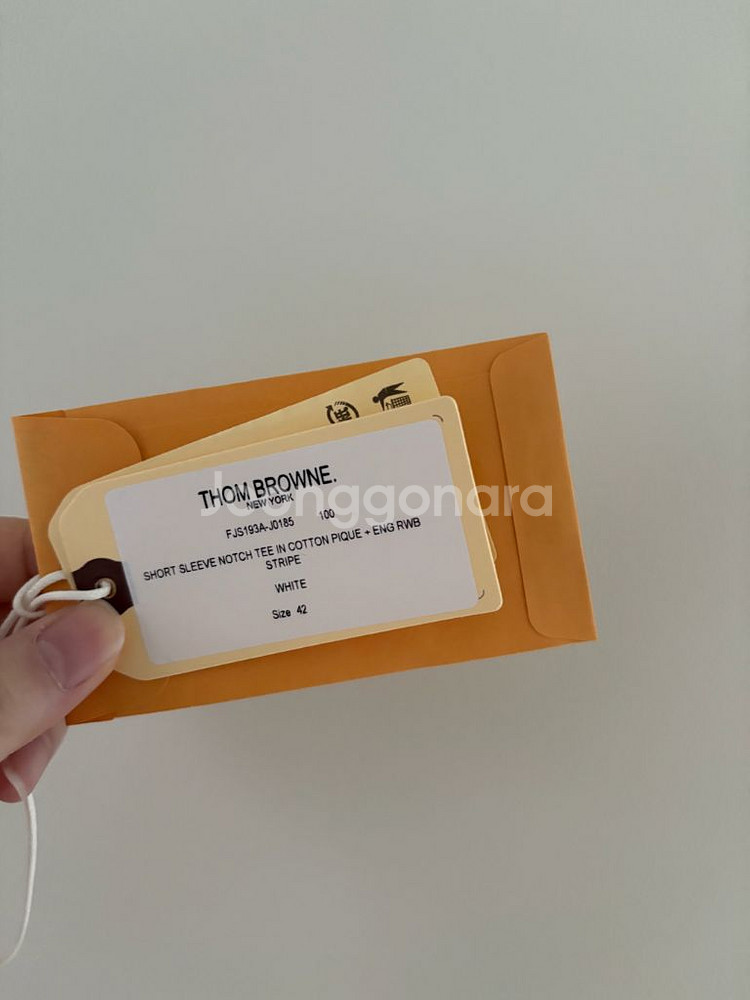 THOM BROWNE.
NEW YORK
FJS193A-J0185 100
SHORT SLEEVE NOTCH TEE IN COTTON PIQUE + ENG RWB
STRIPE
WHITE
Size 42
Joonggonara